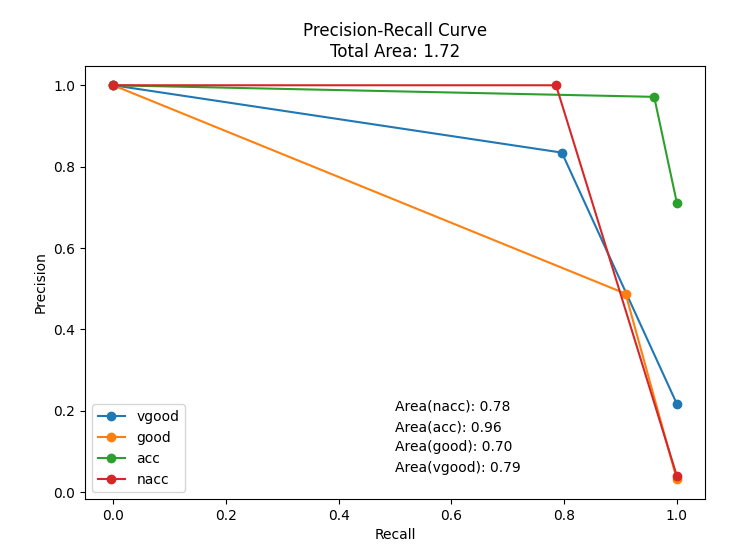 Precision-Recall Curve
Total Area: 1.72
1.0
0.8
0.6
0.4
0.2
0.0
Precision
Area(nacc): 0.78
Area(acc): 0.96
Area(good): 0.70
Area(vgood): 0.79
vgood
good
acc
nacc
0.0 0.2 0.4 0.6 0.8 1.0
Recall